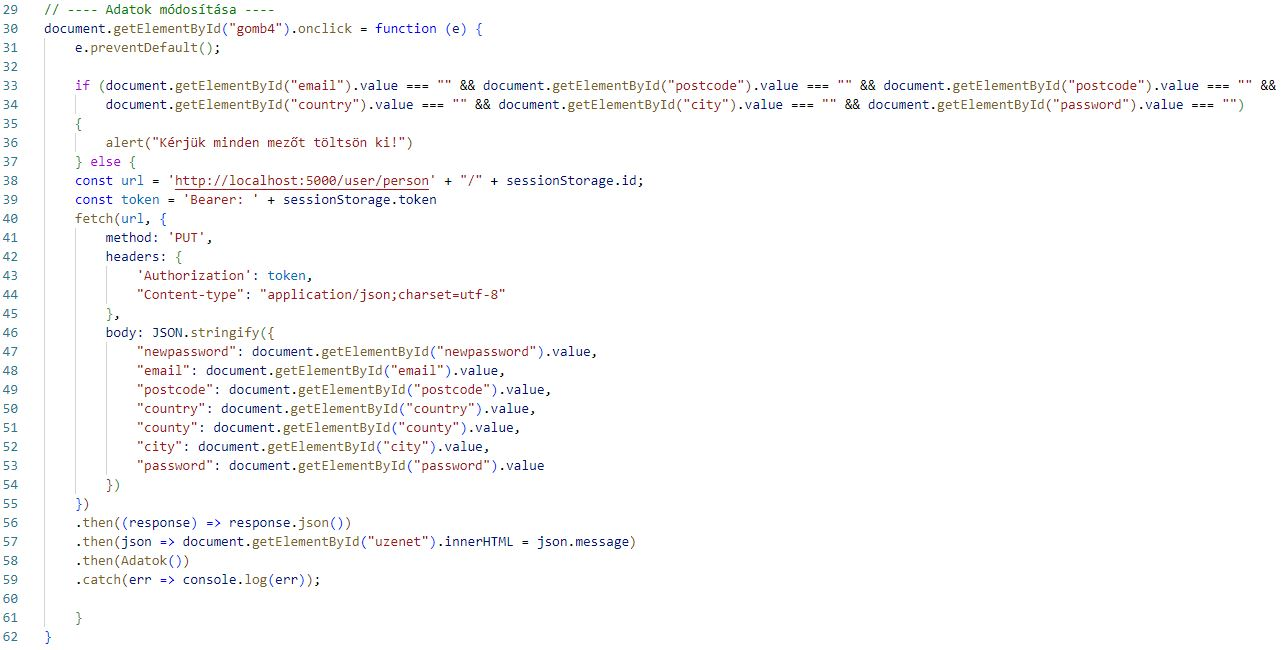 29 // ---- Adatok módosítása ----
30 document.getElementById("gomb4").onclick = function (e) {
31     e.preventDefault();
32
33     if (document.getElementById("email").value === "" && document.getElementById("postcode").value === "" && document.getElementById("postcode").value === "" &&
34         document.getElementById("country").value === "" && document.getElementById("city").value === "" && document.getElementById("password").value === "")
35     {
36         alert("Kérjük minden mezőt töltsön ki!")
37     } else {
38     const url = 'http://localhost:5000/user/person' + "/" + sessionStorage.id;
39     const token = 'Bearer: ' + sessionStorage.token
40     fetch(url, {
41         method: 'PUT',
42         headers: {
43             'Authorization': token,
44             "Content-type": "application/json;charset=utf-8"
45         },
46         body: JSON.stringify({
47             "newpassword": document.getElementById("newpassword").value,
48             "email": document.getElementById("email").value,
49             "postcode": document.getElementById("postcode").value,
50             "country": document.getElementById("country").value,
51             "county": document.getElementById("county").value,
52             "city": document.getElementById("city").value,
53             "password": document.getElementById("password").value
54         })
55     })
56     .then((response) => response.json())
57     .then(json => document.getElementById("uzenet").innerHTML = json.message)
58     .then(Adatok())
59     .catch(err => console.log(err));
60
61     }
62 }